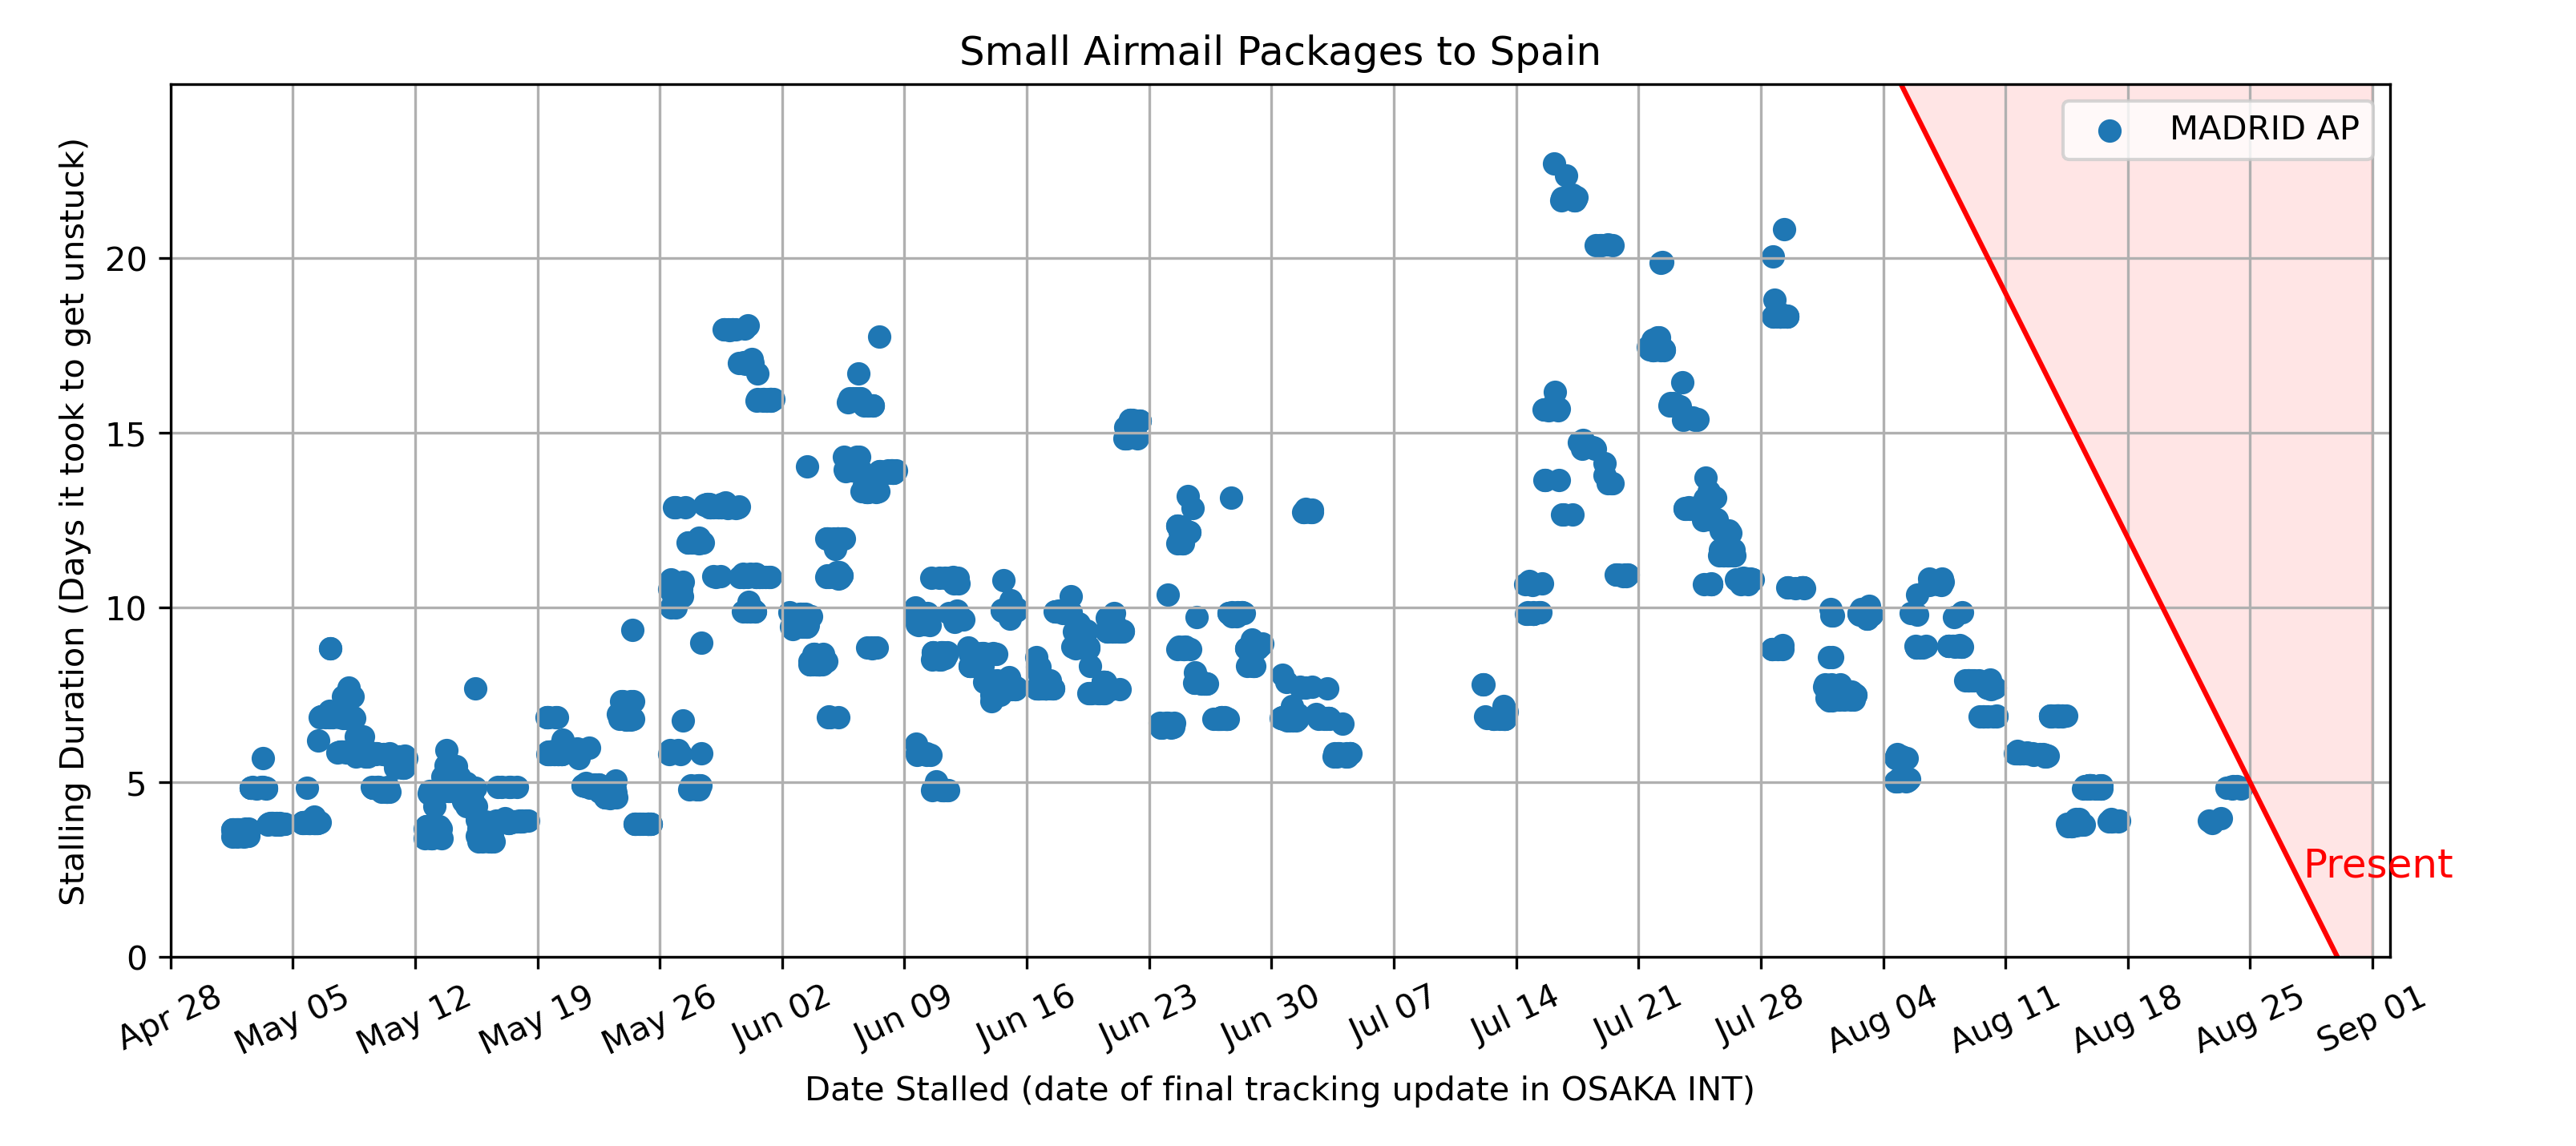 Small Airmail Packages to Spain
MADRID AP
Stalling Duration (Days it took to get unstuck)
20
15
10
5
0
Present
Apr 28
May 05
May 12
May 19
May 26
Jun 02
Jun 09
Jun 16
Jun 23
Jun 30
Jul 07
Jul 14
Jul 21
Jul 28
Aug 04
Aug 11
Aug 18
Aug 25
Sep 01
Date Stalled (date of final tracking update in OSAKA INT)